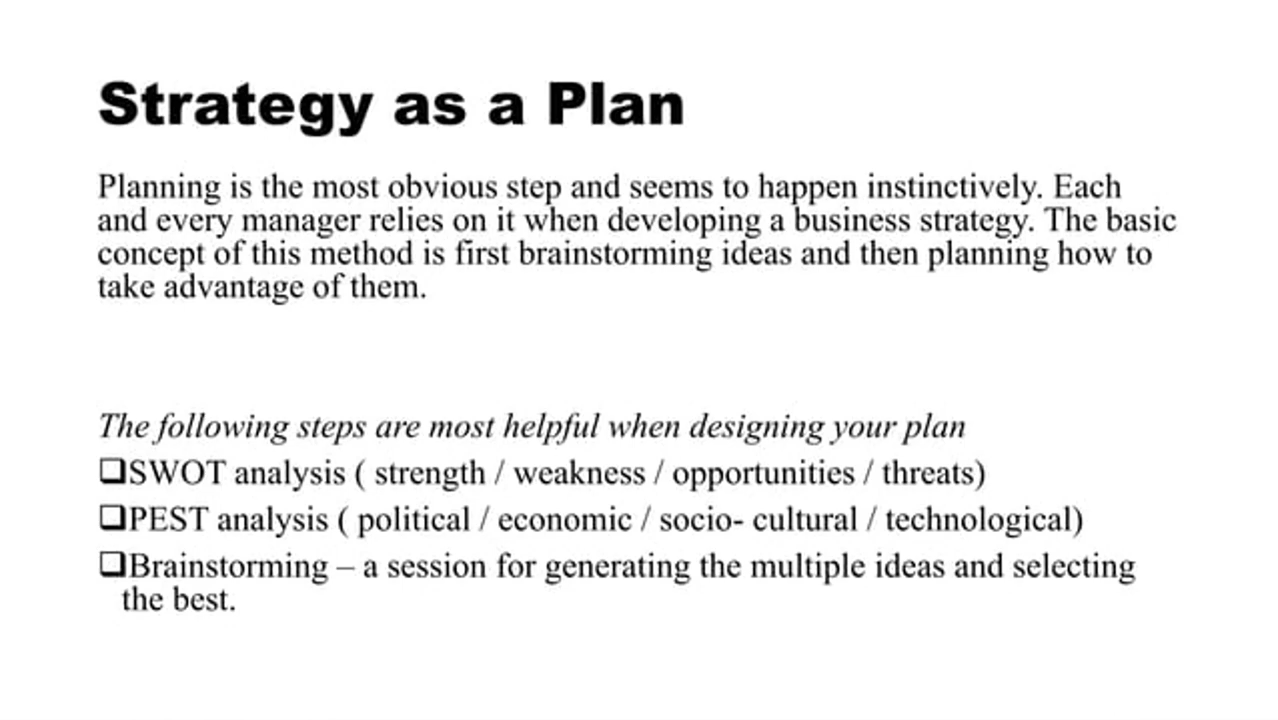 Strategy as a Plan
Planning is the most obvious step and seems to happen instinctively. Each
and every manager relies on it when developing a business strategy. The basic
concept of this method is first brainstorming ideas and then planning how to
take advantage of them.
The following steps are most helpful when designing your plan
❑SWOT analysis ( strength / weakness / opportunities / threats)
❑PEST analysis ( political / economic / socio- cultural / technological)
❑Brainstorming – a session for generating the multiple ideas and selecting
the best.